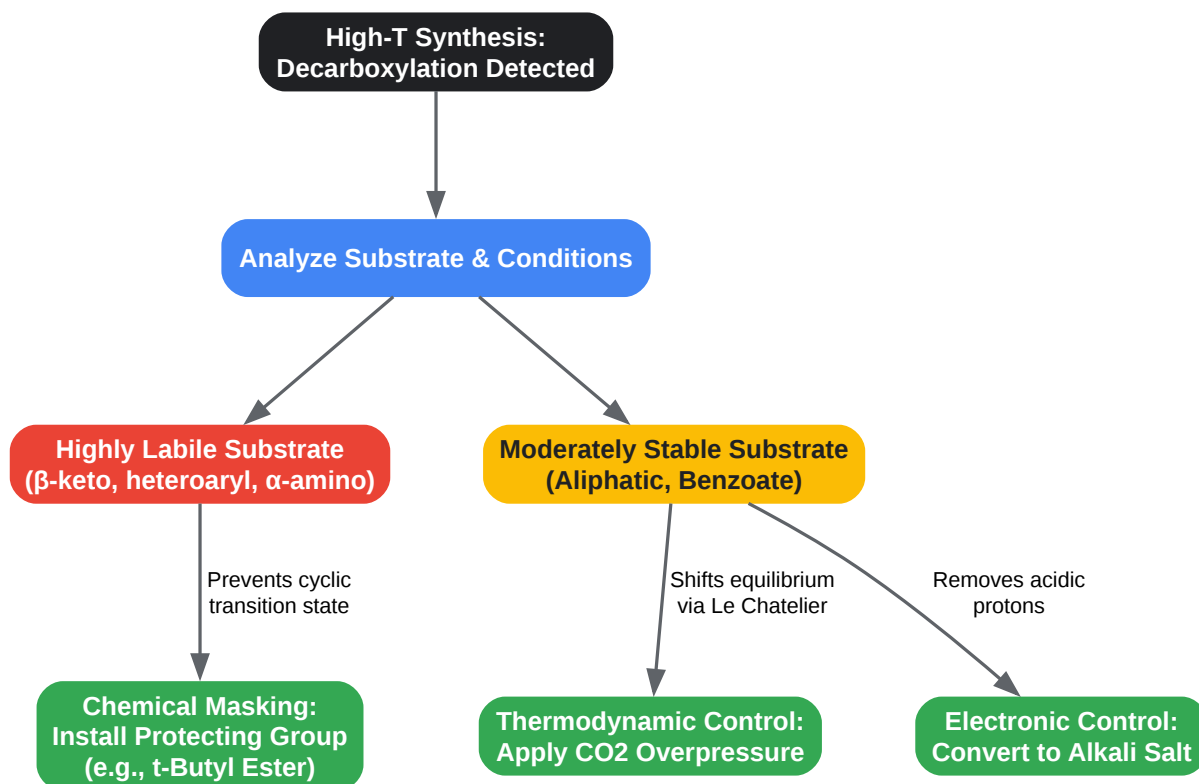 High-T Synthesis:
Decarboxylation Detected
Analyze Substrate & Conditions
Highly Labile Substrate
(β-keto, heteroaryl, α-amino)
Moderately Stable Substrate
(Aliphatic, Benzoate)
Prevents cyclic
transition state
Shifts equilibrium
via Le Chatelier
Removes acidic
protons
Chemical Masking:
Install Protecting Group
(e.g., t-Butyl Ester)
Thermodynamic Control:
Apply CO2 Overpressure
Electronic Control:
Convert to Alkali Salt